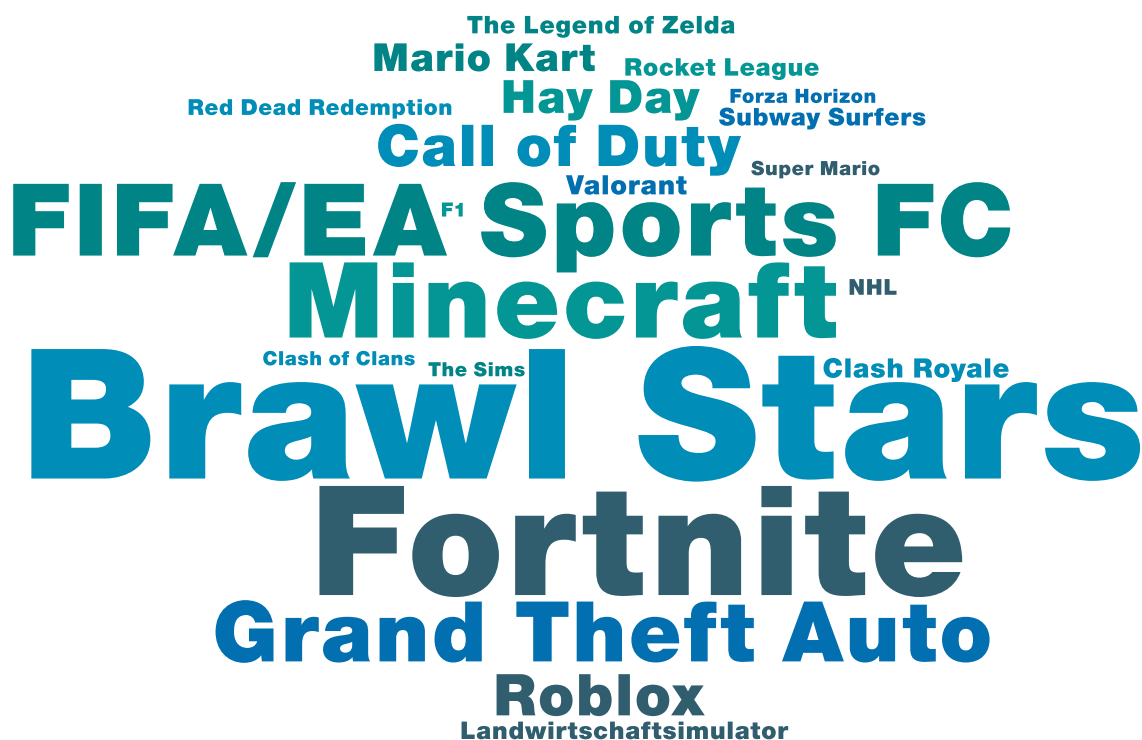 The Legend of Zelda
Mario Kart
Rocket League
Hay Day
Forza Horizon
Red Dead Redemption
Subway Surfers
Call of Duty
Super Mario
Valorant
FIFA/EA Sports FC
F1
Minecraft
NHL
Clash of Clans
The Sims
Clash Royale
Brawl Stars
Fortnite
Grand Theft Auto
Roblox
Landwirtschaftsimulator